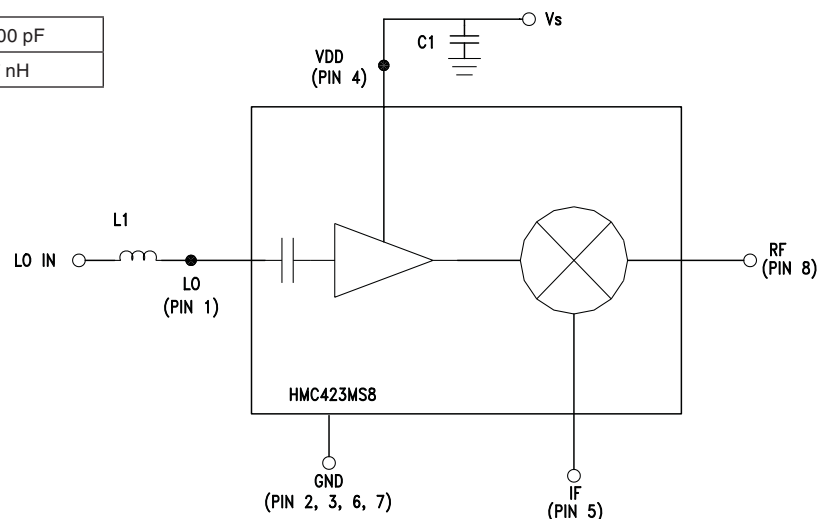 00 pF
nH
Vs
C1
VDD
(PIN 4)
L1
LO IN
LO
(PIN 1)
RF
(PIN 8)
HMC423MS8
GND
(PIN 2, 3, 6, 7)
IF
(PIN 5)